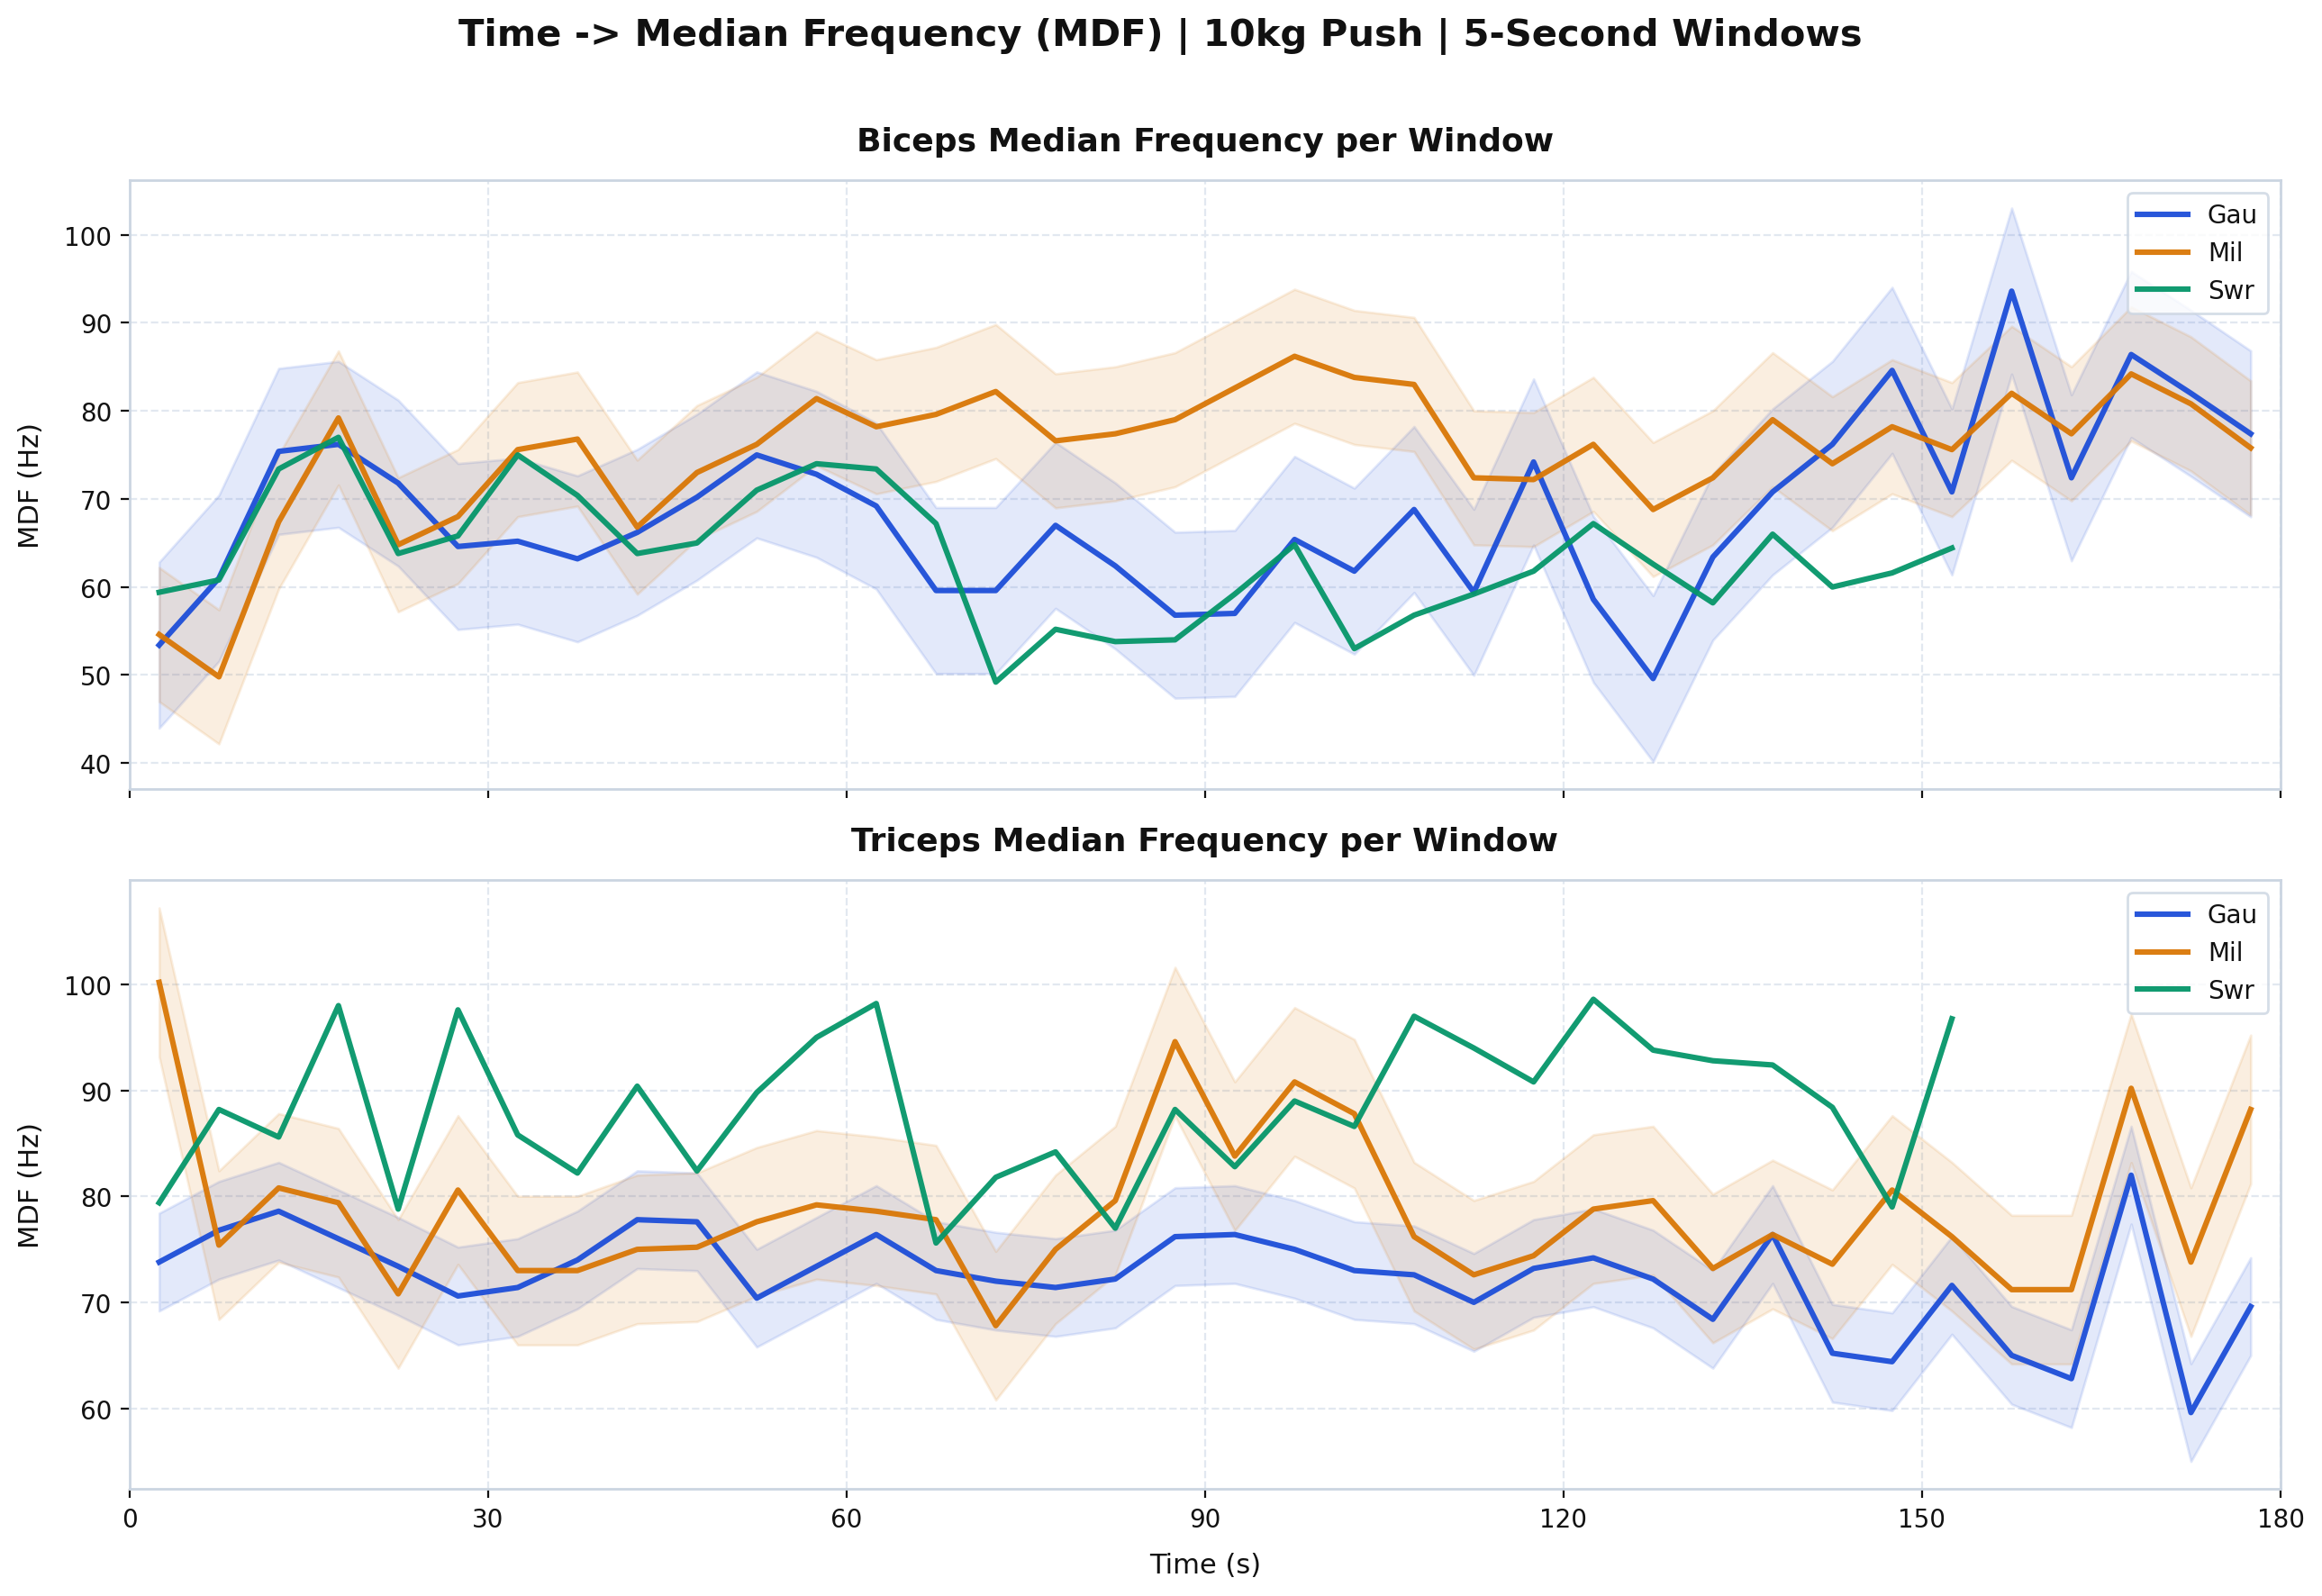 Time -> Median Frequency (MDF) | 10kg Push | 5-Second Windows
Biceps Median Frequency per Window
MDF (Hz)
100
90
80
70
60
50
40
Gau
Mil
Swr
Triceps Median Frequency per Window
MDF (Hz)
100
90
80
70
60
Gau
Mil
Swr
0 30 60 90 120 150 180
Time (s)